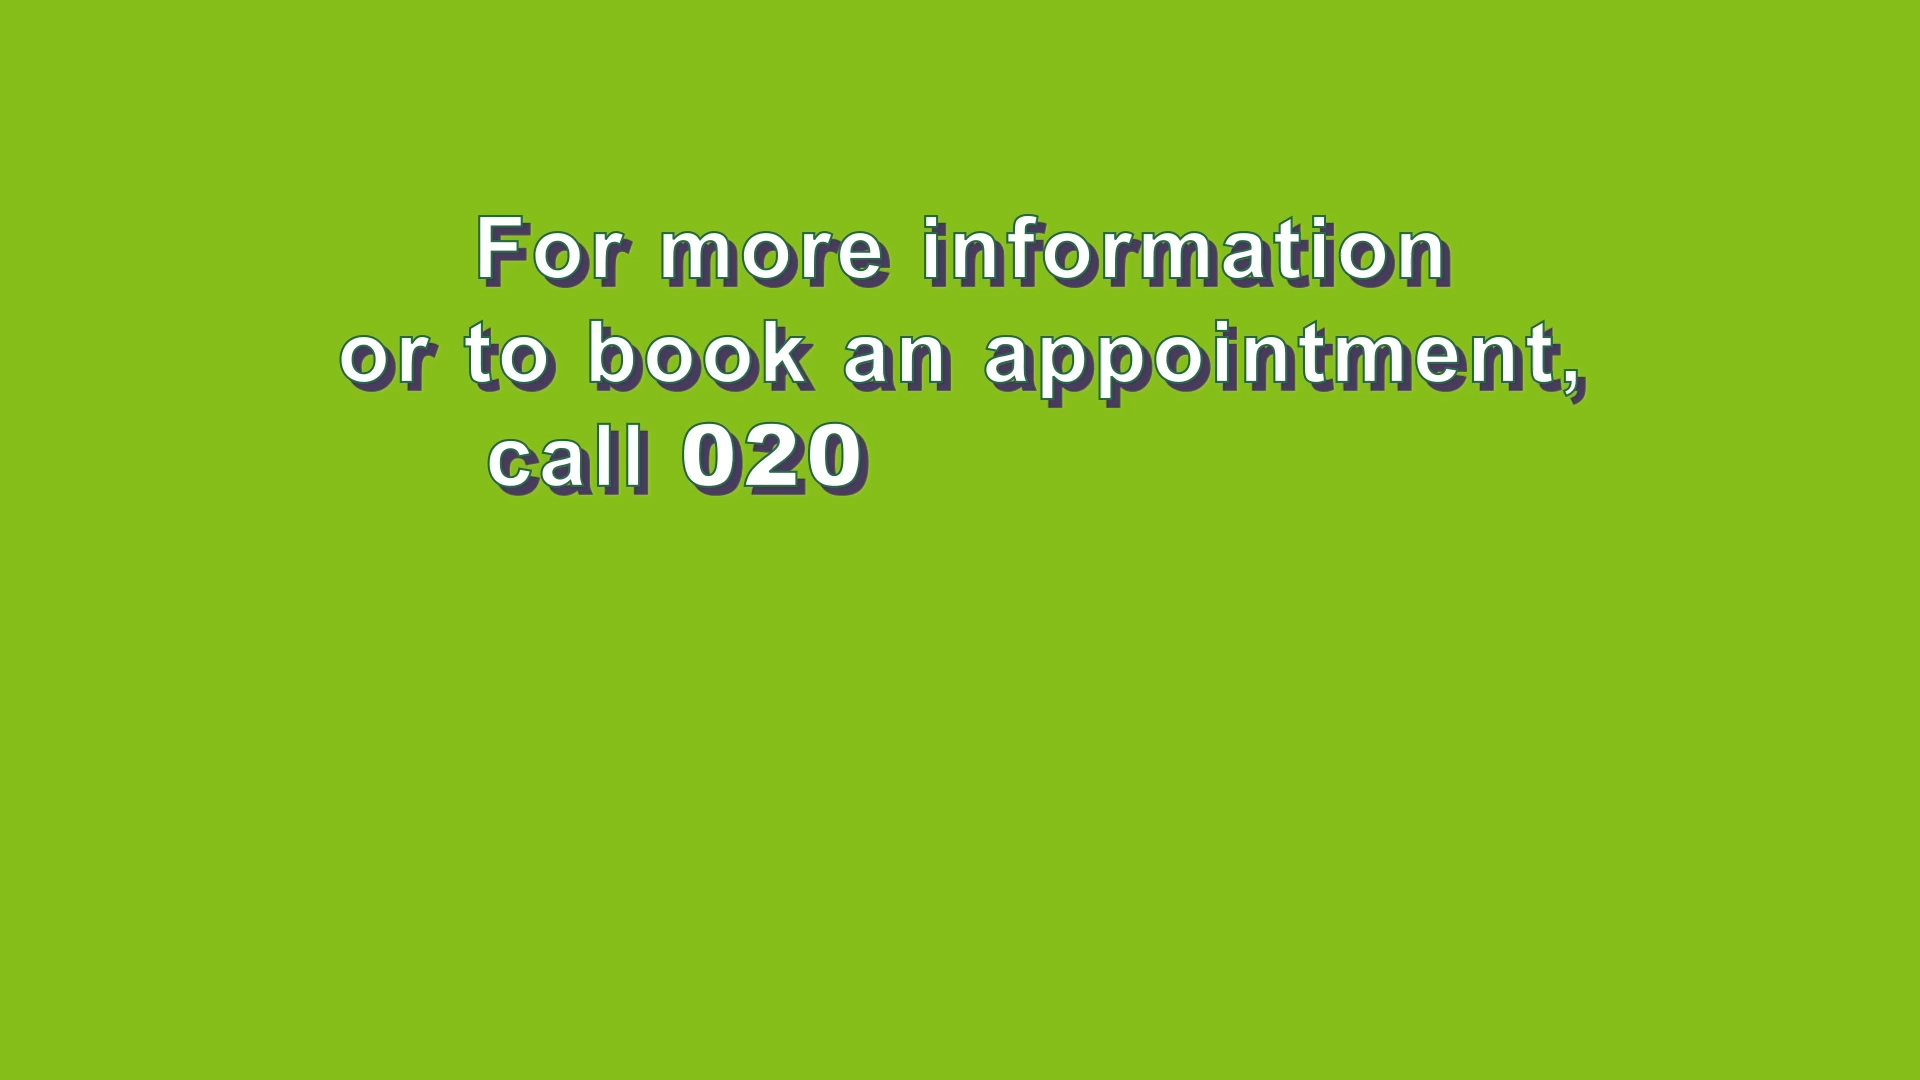 For more information
or to book an appointment,
call 020